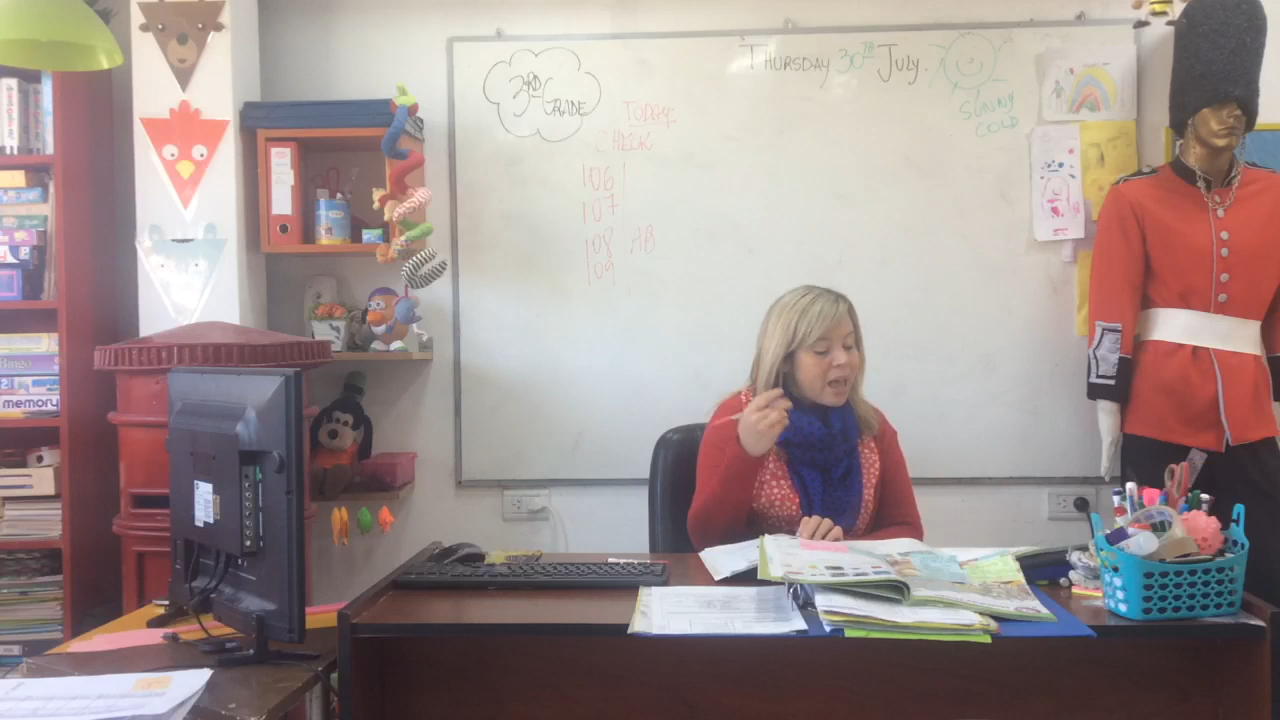 3RD GRADE
THURSDAY 30TH JULY.
SUNNY
COLD
TODAY
CHECK
106
107
108 AB
109
Bingo
memory